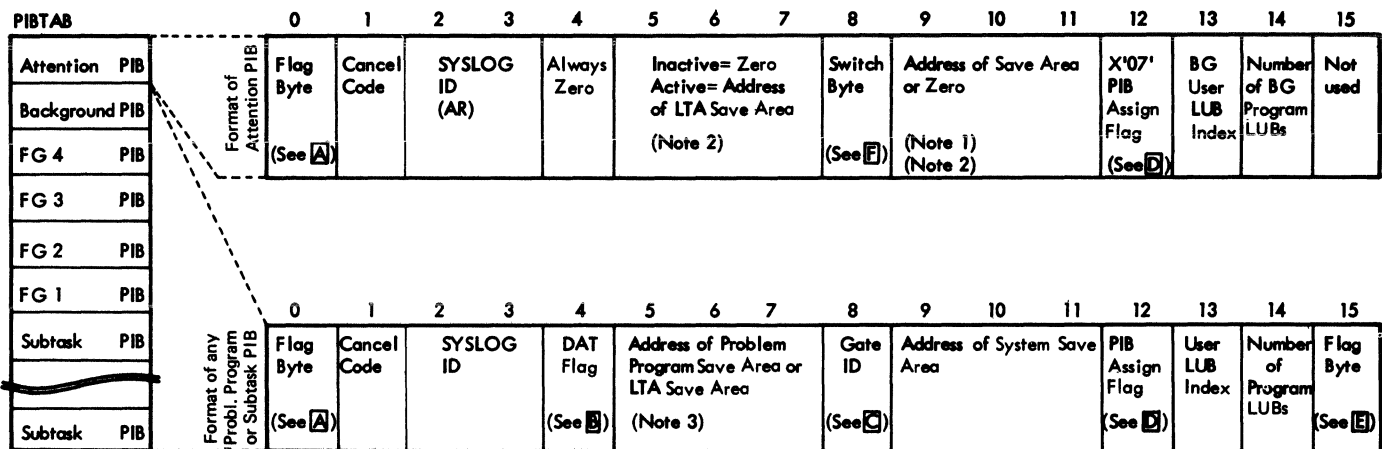 PIBTAB
Attention PIB
Background PIB
FG 4 PIB
FG 3 PIB
FG 2 PIB
FG 1 PIB
Subtask PIB
Subtask PIB
Format of
Attention PIB
0 1 2 3 4 5 6 7 8 9 10 11 12 13 14 15
Flag Byte (See A)
Cancel Code
SYSLOG ID (AR)
Always Zero
Inactive= Zero
Active= Address
of LTA Save Area
(Note 2)
Switch Byte (See F)
Address of Save Area
or Zero
(Note 1)
(Note 2)
X'07' PIB Assign Flag (See D)
BG User LUB Index
Number of BG Program LUBs
Not used
Format of any
Probl. Program
or Subtask PIB
0 1 2 3 4 5 6 7 8 9 10 11 12 13 14 15
Flag Byte (See A)
Cancel Code
SYSLOG ID
DAT Flag (See B)
Address of Problem
Program Save Area or
LTA Save Area
(Note 3)
Gate ID (See C)
Address of System Save
Area
PIB Assign Flag (See D)
User LUB Index
Number of Program LUBs
Flag Byte (See E)